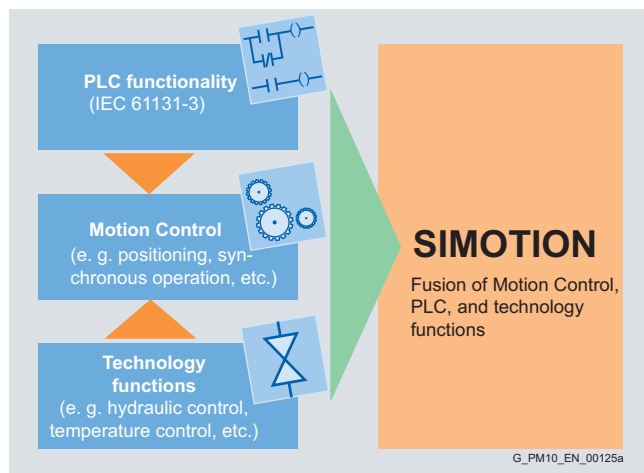 PLC functionality
(IEC 61131-3)
Motion Control
(e. g. positioning, syn-
chronous operation, etc.)
Technology
functions
(e. g. hydraulic control,
temperature control, etc.)
SIMOTION
Fusion of Motion Control,
PLC, and technology
functions
G_PM10_EN_00125a